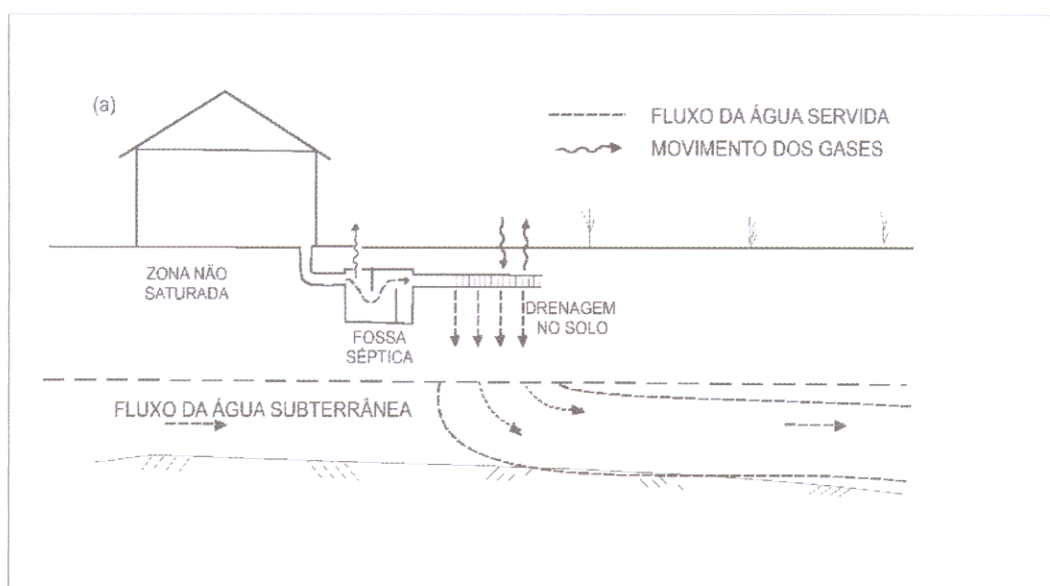 (a)
FLUXO DA ÁGUA SERVIDA
MOVIMENTO DOS GASES
ZONA NÃO
SATURADA
FOSSA
SÉPTICA
DRENAGEM
NO SOLO
FLUXO DA ÁGUA SUBTERRÂNEA